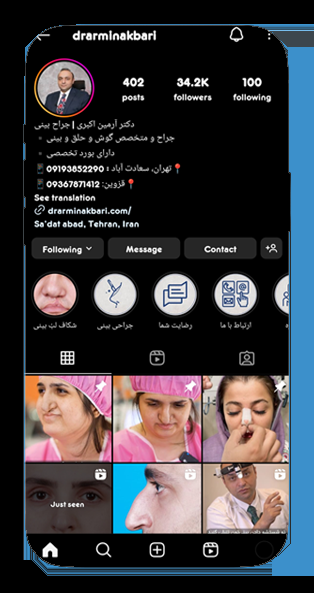 drarminakbari
402
34.2K
100
posts
followers
following
دکتر آرمین اکبری | جراح بینی
جراح و متخصص گوش و حلق و بینی
دارای بورد تخصصی
تهران، سعادت آباد : 09193852290
قزوین: 09367871412
See translation
drarminakbari.com/
Sa'dat abad, Tehran, Iran
Following
Message
Contact
شکاف لب بینی
جراحی بینی
رضایت شما
ارتباط با ما
ه
Just seen